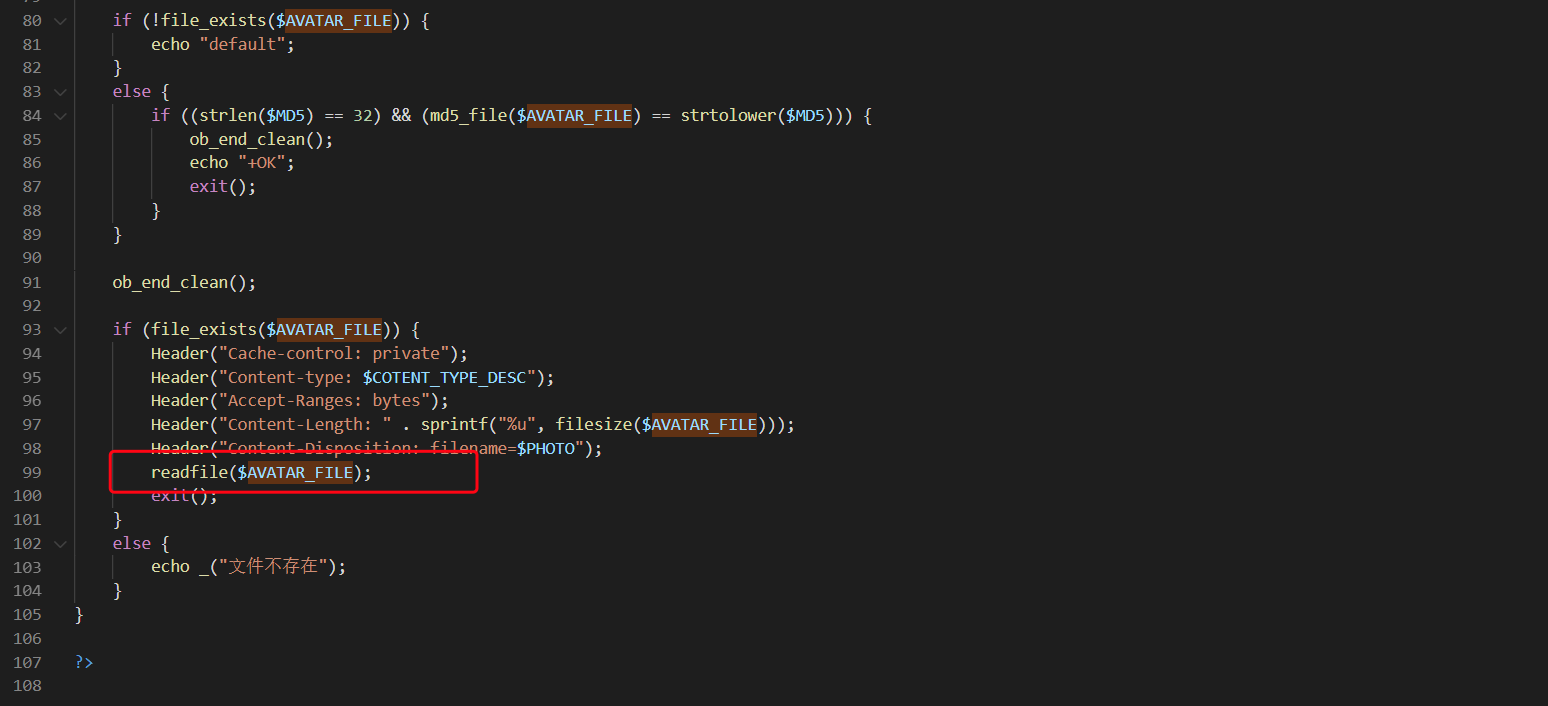 80 if (!file_exists($AVATAR_FILE)) {
81 echo "default";
82 }
83 else {
84 if ((strlen($MD5) == 32) && (md5_file($AVATAR_FILE) == strtolower($MD5))) {
85 ob_end_clean();
86 echo "+OK";
87 exit();
88 }
89 }
90
91 ob_end_clean();
92
93 if (file_exists($AVATAR_FILE)) {
94 Header("Cache-control: private");
95 Header("Content-type: $COTENT_TYPE_DESC");
96 Header("Accept-Ranges: bytes");
97 Header("Content-Length: " . sprintf("%u", filesize($AVATAR_FILE)));
98 Header("Content-Disposition: filename=$PHOTO");
99 readfile($AVATAR_FILE);
100 exit();
101 }
102 else {
103 echo _("文件不存在");
104 }
105 }
106
107 ?>
108